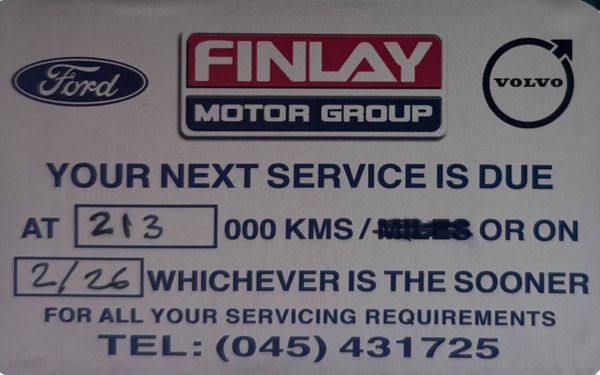 Ford
FINLAY
MOTOR GROUP
VOLVO
YOUR NEXT SERVICE IS DUE
AT 213 000 KMS / MILES OR ON
2/26 WHICHEVER IS THE SOONER
FOR ALL YOUR SERVICING REQUIREMENTS
TEL: (045) 431725